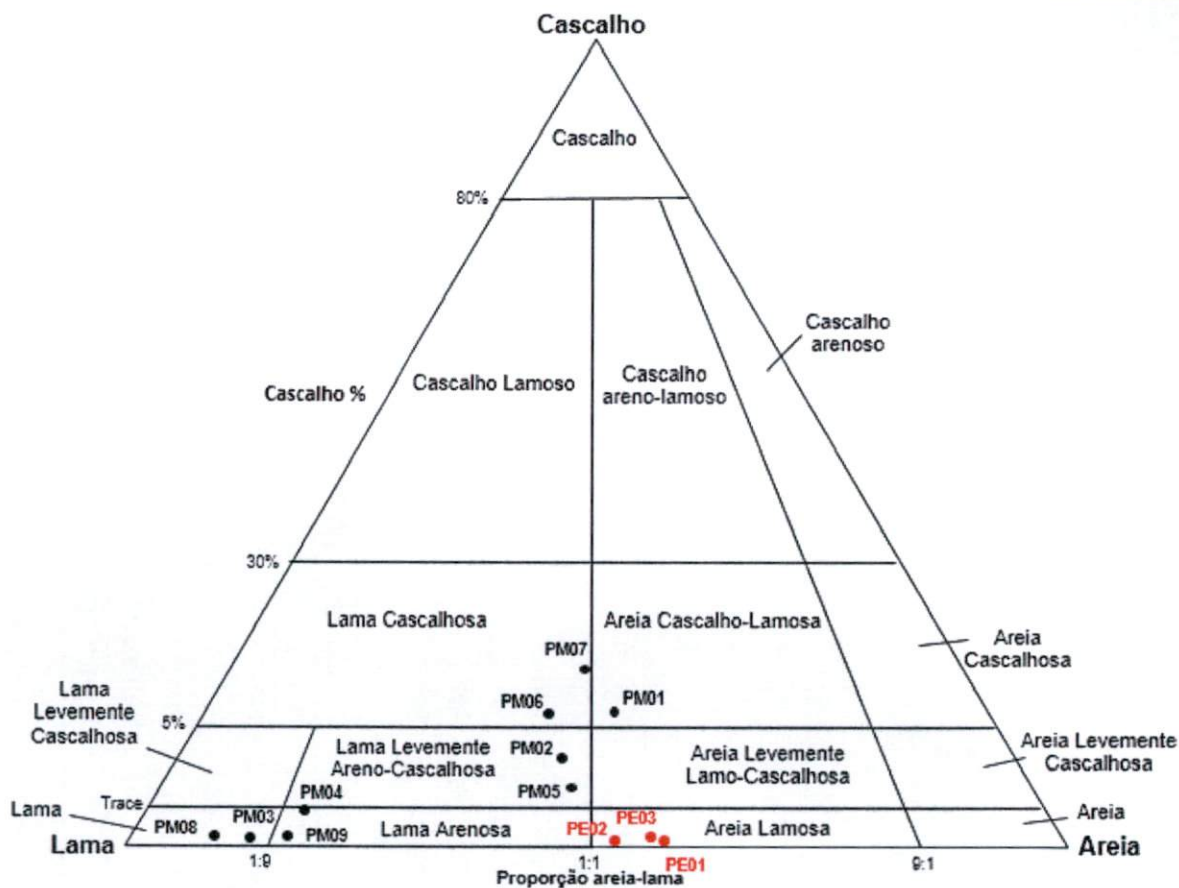 Cascalho
Cascalho
80%
Cascalho
arenoso
Cascalho %
Cascalho Lamoso
Cascalho
areno-lamoso
30%
Lama Cascalhosa
Areia Cascalho-Lamosa
Areia
Cascalhosa
PM07
Lama
Levemente
Cascalhosa
PM06
PM01
5%
Lama Levemente
Areno-Cascalhosa
PM02
Areia Levemente
Lamo-Cascalhosa
Areia Levemente
Cascalhosa
PM05
PM04
Trace
Lama
Areia
PM08
PM03
PM09
Lama Arenosa
PE02
PE03
PE01
Areia Lamosa
Lama
Areia
1:9
1:1
9:1
Proporção areia-lama